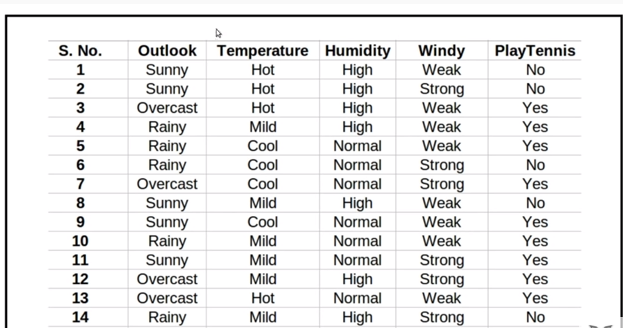 S. No. Outlook Temperature Humidity Windy PlayTennis
1 Sunny Hot High Weak No
2 Sunny Hot High Strong No
3 Overcast Hot High Weak Yes
4 Rainy Mild High Weak Yes
5 Rainy Cool Normal Weak Yes
6 Rainy Cool Normal Strong No
7 Overcast Cool Normal Strong Yes
8 Sunny Mild High Weak No
9 Sunny Cool Normal Weak Yes
10 Rainy Mild Normal Weak Yes
11 Sunny Mild Normal Strong Yes
12 Overcast Mild High Strong Yes
13 Overcast Hot Normal Weak Yes
14 Rainy Mild High Strong No